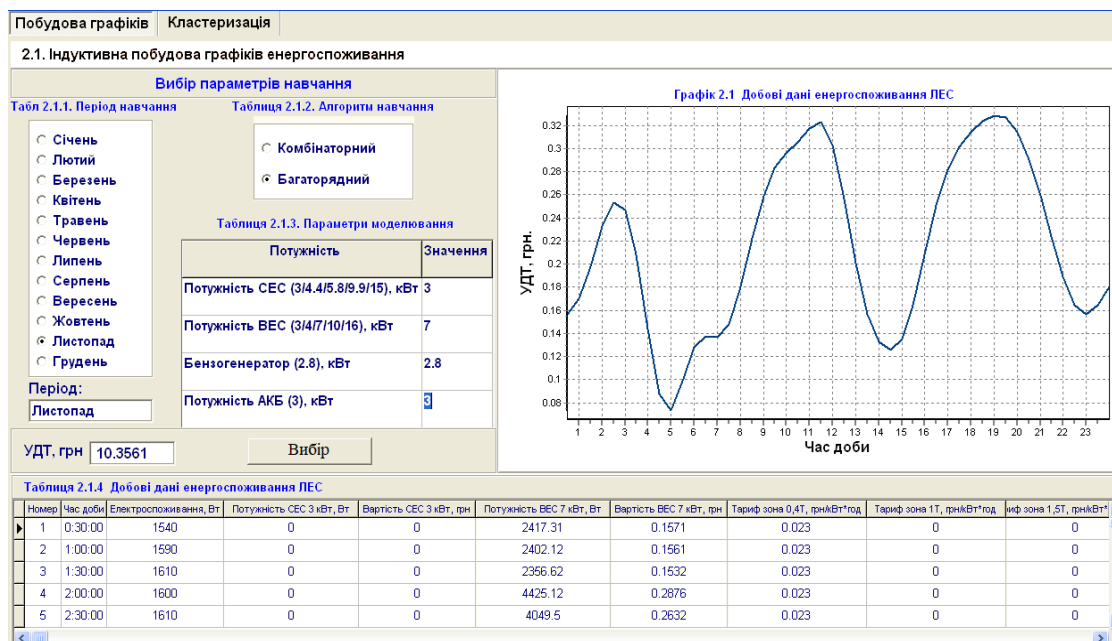 Побудова графіків Кластеризація
2.1. Індуктивна побудова графіків енергоспоживання
Вибір параметрів навчання
Табл 2.1.1. Період навчання
Січень
Лютий
Березень
Квітень
Травень
Червень
Липень
Серпень
Вересень
Жовтень
Листопад
Грудень
Період:
Листопад
Таблиця 2.1.2. Алгоритм навчання
Комбінаторний
Багаторядний
Таблиця 2.1.3. Параметри моделювання
Потужність Значення
Потужність СЕС (3/4.4/5.8/9.9/15), кВт 3
Потужність ВЕС (3/4/7/10/16), кВт 7
Бензогенератор (2.8), кВт 2.8
Потужність АКБ (3), кВт 3
УДТ, грн 10.3561 Вибір
Графік 2.1 Добові дані енергоспоживання ЛЕС
УДТ, грн.
0.32
0.3
0.28
0.26
0.24
0.22
0.2
0.18
0.16
0.14
0.12
0.1
0.08
1 2 3 4 5 6 7 8 9 10 11 12 13 14 15 16 17 18 19 20 21 22 23
Час доби
Таблиця 2.1.4 Добові дані енергоспоживання ЛЕС
Номер Час доби Електроспоживання, Вт Потужність СЕС 3 кВт, Вт Вартість СЕС 3 кВт, грн Потужність ВЕС 7 кВт, Вт Вартість ВЕС 7 кВт, грн Тариф зона 0,4Т, грн/кВт*год Тариф зона 1Т, грн/кВт*год иф зона 1,5Т, грн/кВт*
1 0:30:00 1540 0 0 2417.31 0.1571 0.023 0 0
2 1:00:00 1590 0 0 2402.12 0.1561 0.023 0 0
3 1:30:00 1610 0 0 2356.62 0.1532 0.023 0 0
4 2:00:00 1600 0 0 4425.12 0.2876 0.023 0 0
5 2:30:00 1610 0 0 4049.5 0.2632 0.023 0 0